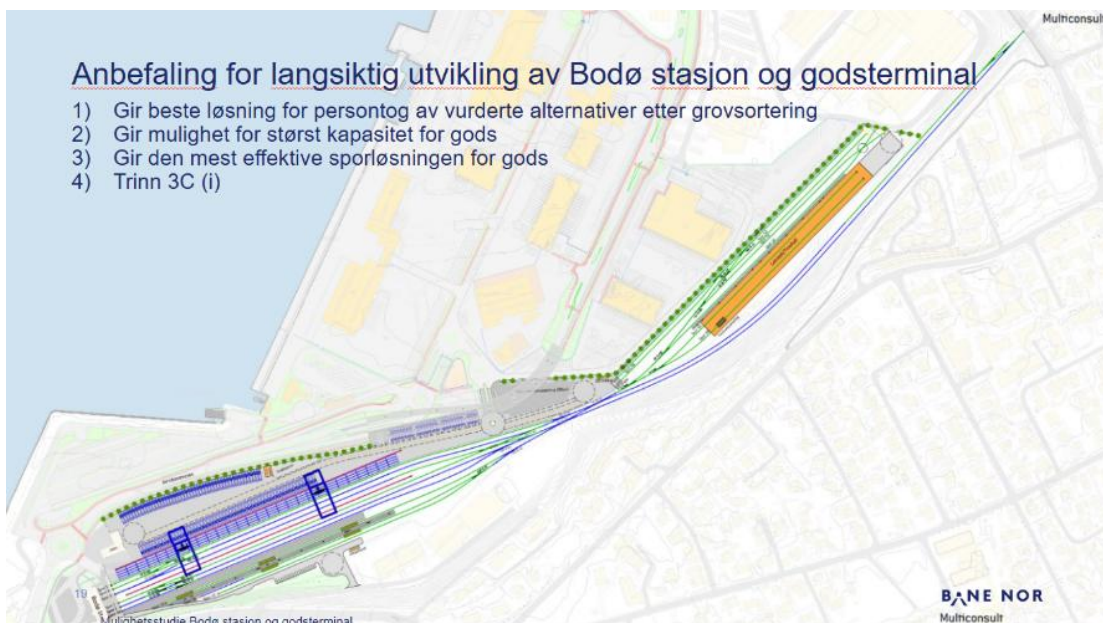 Multiconsult
Anbefaling for langsiktig utvikling av Bodø stasjon og godsterminal
1) Gir beste løsning for persontog av vurderte alternativer etter grovsortering
2) Gir mulighet for størst kapasitet for gods
3) Gir den mest effektive sporløsningen for gods
4) Trinn 3C (i)
19
Mulighetsstudie Bodø stasjon og godsterminal
BANE NOR
Multiconsult